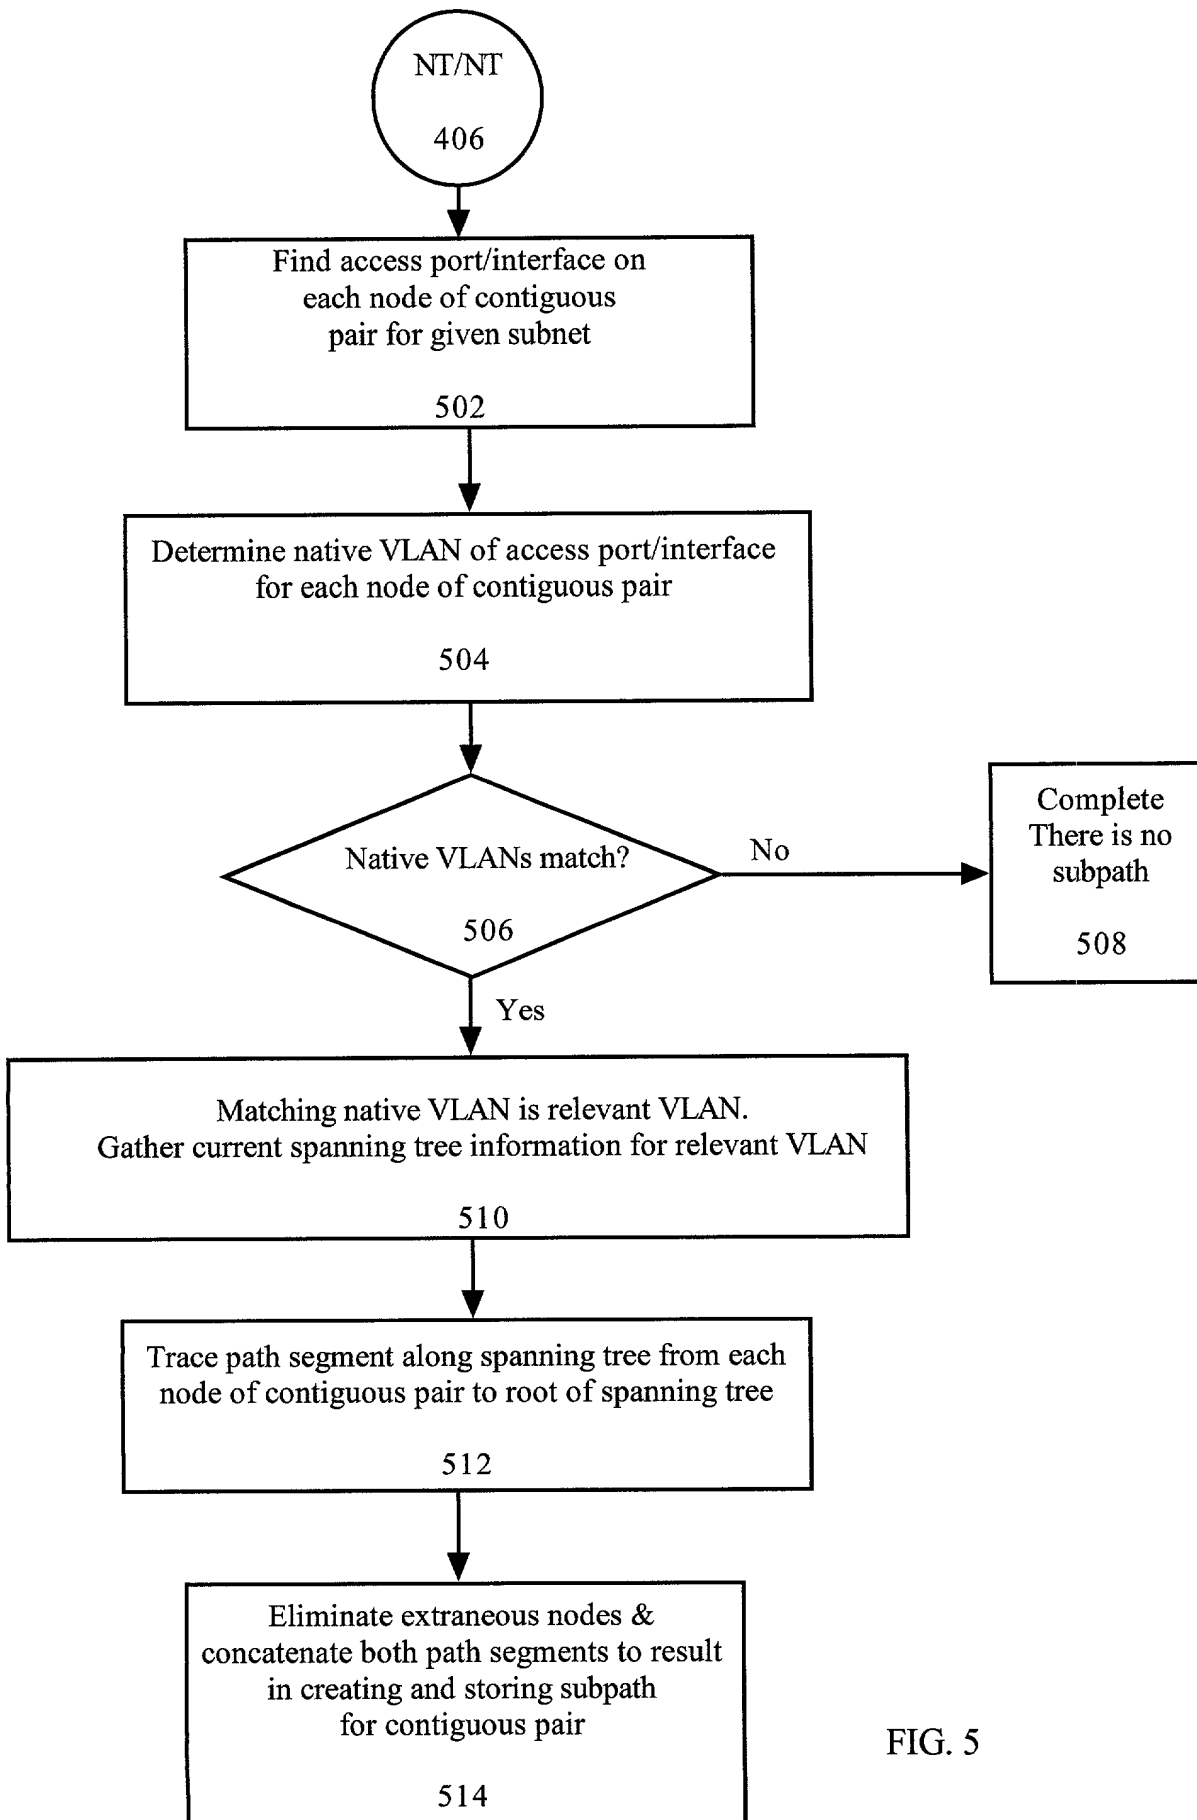 NT/NT
406
Find access port/interface on
each node of contiguous
pair for given subnet
502
Determine native VLAN of access port/interface
for each node of contiguous pair
504
Native VLANs match?
506
No
Complete
There is no
subpath
508
Yes
Matching native VLAN is relevant VLAN.
Gather current spanning tree information for relevant VLAN
510
Trace path segment along spanning tree from each
node of contiguous pair to root of spanning tree
512
Eliminate extraneous nodes &
concatenate both path segments to result
in creating and storing subpath
for contiguous pair
514
FIG. 5